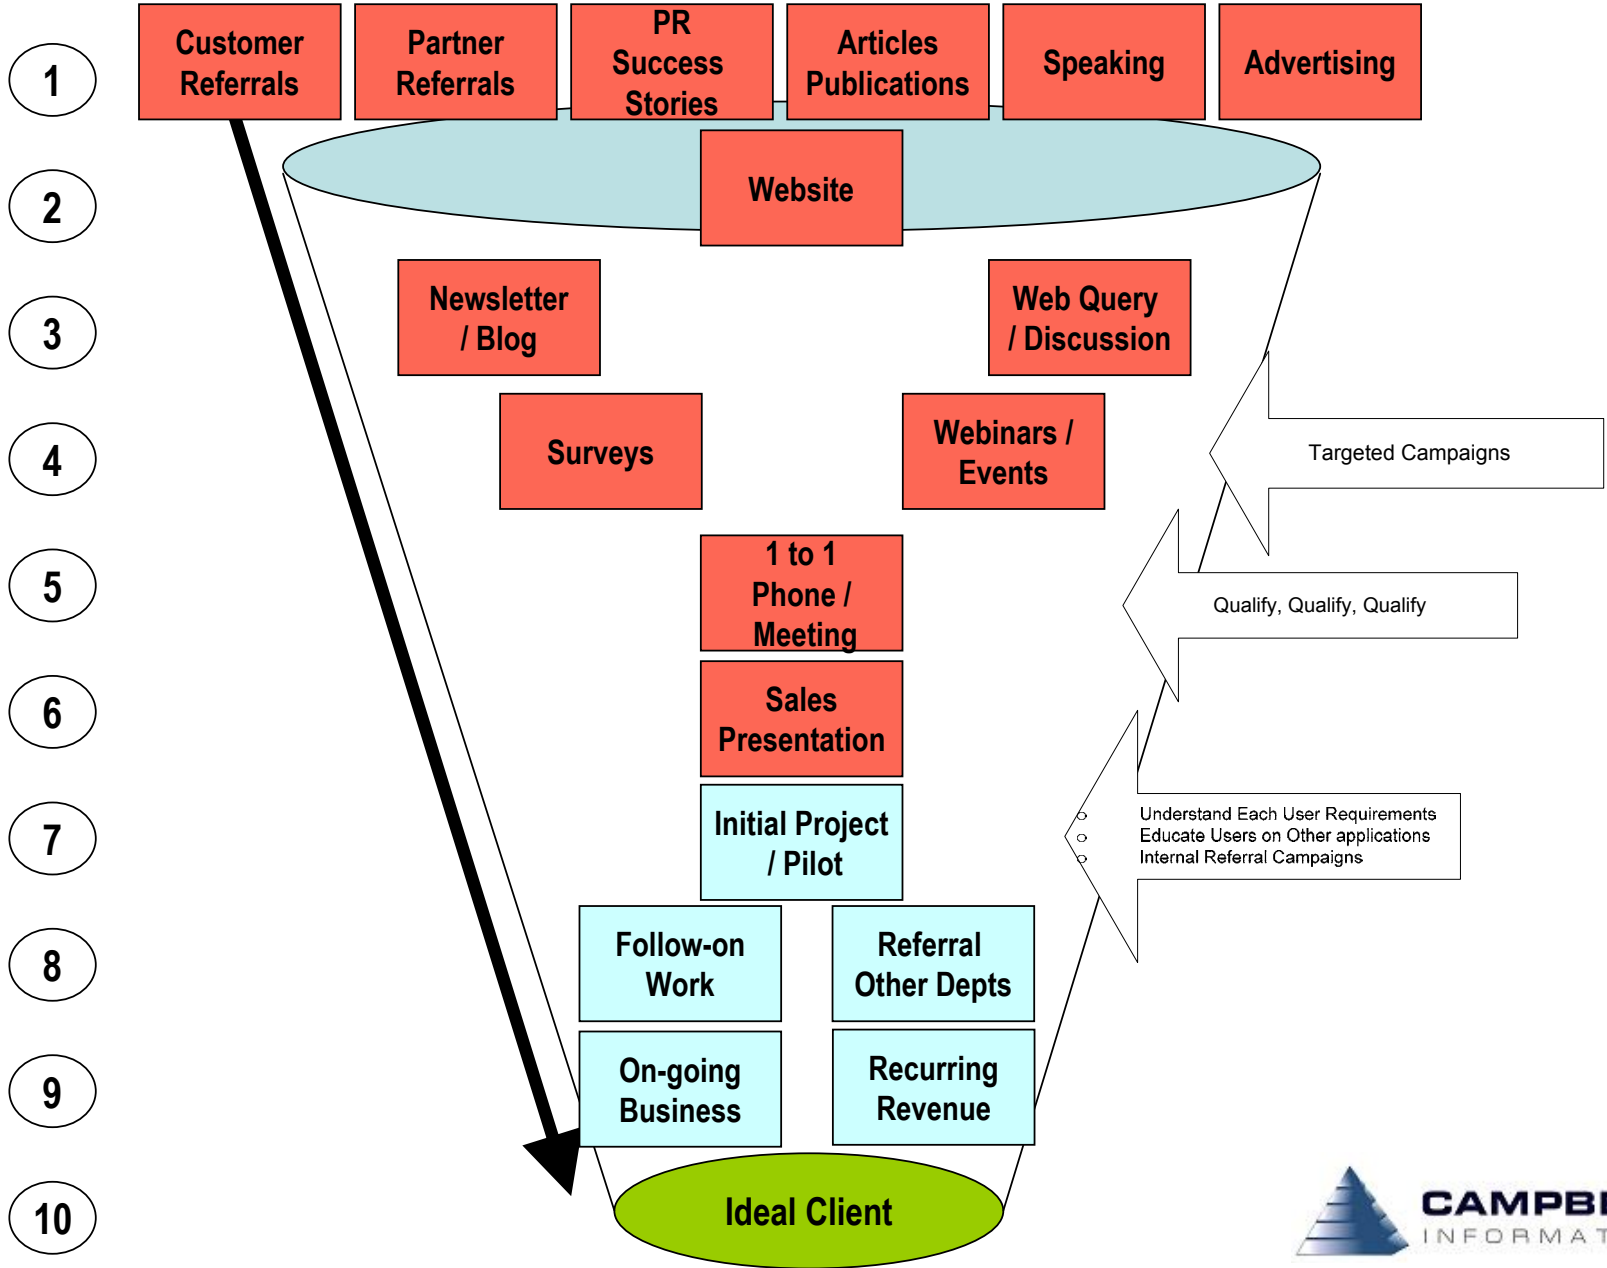 1
Customer
Referrals
Partner
Referrals
PR
Success
Stories
Articles
Publications
Speaking
Advertising
2
Website
3
Newsletter
/ Blog
Web Query
/ Discussion
4
Surveys
Webinars /
Events
Targeted Campaigns
5
1 to 1
Phone /
Meeting
Qualify, Qualify, Qualify
6
Sales
Presentation
7
Initial Project
/ Pilot
Understand Each User Requirements
Educate Users on Other applications
Internal Referral Campaigns
8
Follow-on
Work
Referral
Other Depts
9
On-going
Business
Recurring
Revenue
10
Ideal Client